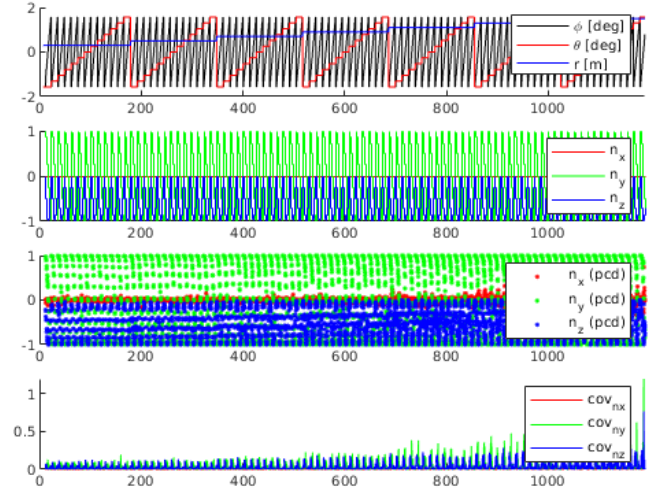 2
0
-2
ϕ [deg]
θ [deg]
r [m]
0 200 400 600 800 1000
1
0
-1
n_x
n_y
n_z
0 200 400 600 800 1000
1
0
-1
n_x (pcd)
n_y (pcd)
n_z (pcd)
0 200 400 600 800 1000
1
0.5
0
cov_nx
cov_ny
cov_nz
0 200 400 600 800 1000